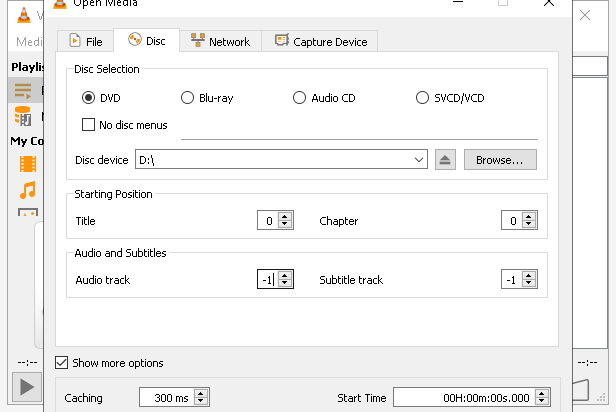 Open Media
Medi
File
Disc
Network
Capture Device
Playlis
Disc Selection
DVD
Blu-ray
Audio CD
SVCD/VCD
No disc menus
My Co
Disc device
D:\
Browse...
Starting Position
Title
0
Chapter
0
Audio and Subtitles
Audio track
-1
Subtitle track
-1
--:--
Show more options
--:--
Caching
300 ms
Start Time
00H:00m:00s.000